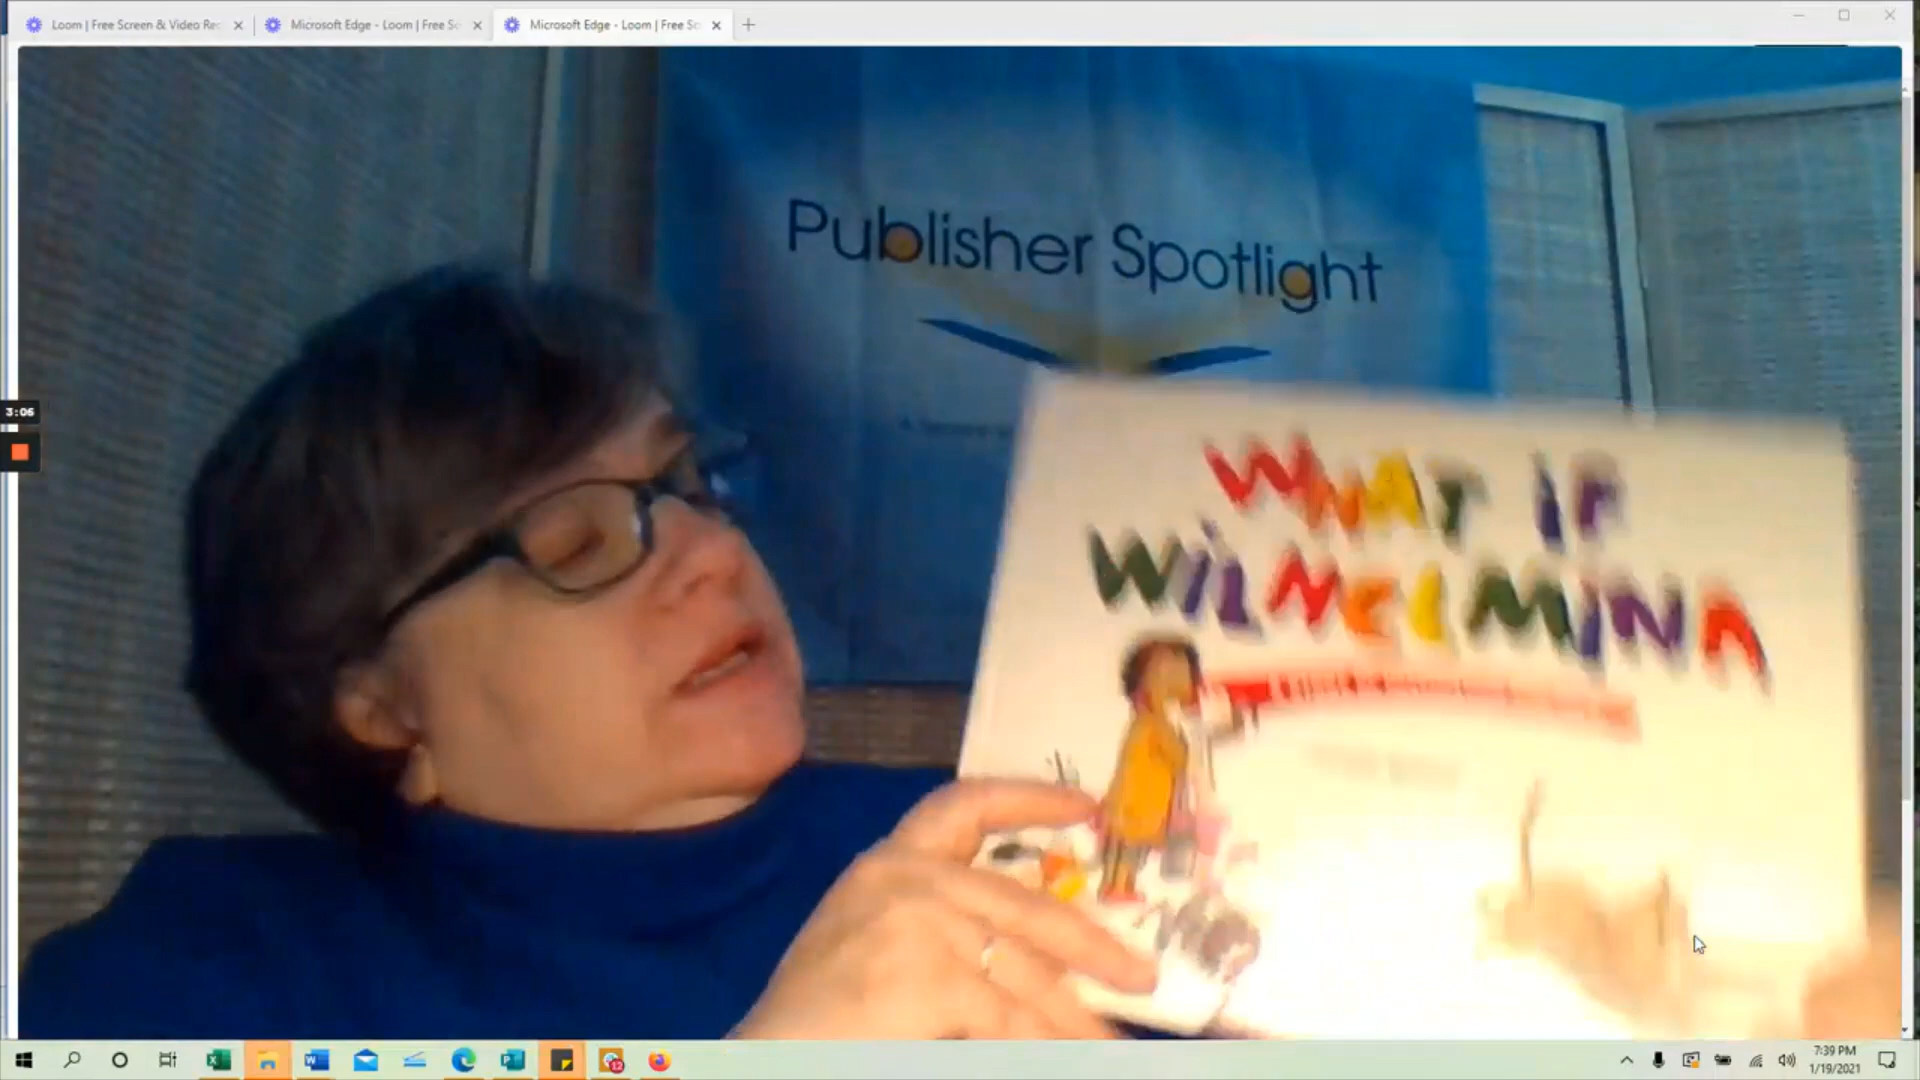 Loom | Free Screen & Video Rec
Microsoft Edge - Loom | Free Sc
Microsoft Edge - Loom | Free Sc
Publisher Spotlight
3:06
WHAT IF
WILHELMINA
12
7:39 PM
1/19/2021